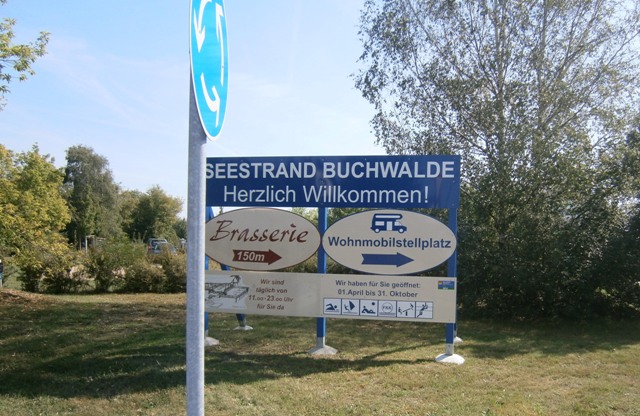 SEESTRAND BUCHWALDE
Herzlich Willkommen!
Brasserie
150m
Wohnmobilstellplatz
Wir sind
täglich von
11.00-23.00 Uhr
für Sie da
Wir haben für Sie geöffnet:
01.April bis 31. Oktober